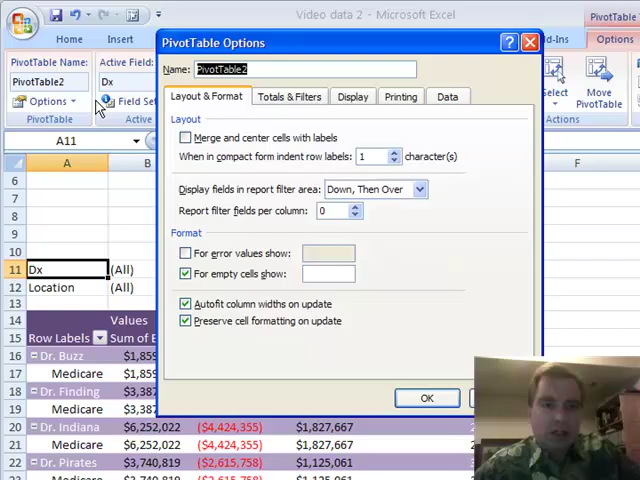 Video data 2 - Microsoft Excel
PivotTable
Home Insert Add-Ins Options
PivotTable Name: Active Field:
PivotTable2 Dx
Options Field Set
PivotTable Active
Select Move PivotTable
Actions
A11
A B F
PivotTable Options
Name: PivotTable2
Layout & Format Totals & Filters Display Printing Data
Layout
Merge and center cells with labels
When in compact form indent row labels: 1 character(s)
Display fields in report filter area: Down, Then Over
Report filter fields per column: 0
Format
For error values show:
For empty cells show:
Autofit column widths on update
Preserve cell formatting on update
OK
6
7
8
9
10
11 Dx (All)
12 Location (All)
13
14 Values
15 Row Labels Sum of
16 Dr. Buzz $1,859
17 Medicare $1,859
18 Dr. Finding $3,387
19 Medicare $3,387
20 Dr. Indiana $6,252,022 ($4,424,355) $1,827,667
21 Medicare $6,252,022 ($4,424,355) $1,827,667
22 Dr. Pirates $3,740,819 ($2,615,758) $1,125,061
23 Medicare $3,740,819 ($2,615,758) $1,125,061